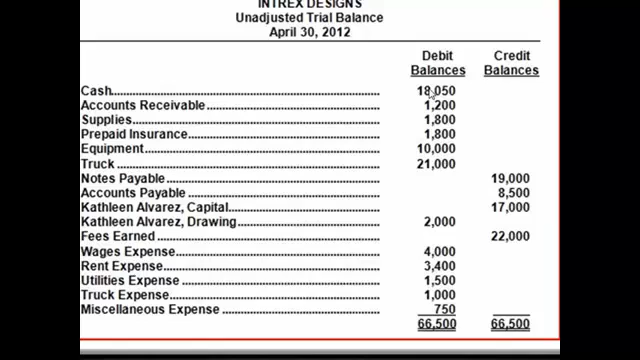 INTREX DESIGNS
Unadjusted Trial Balance
April 30, 2012
Debit Credit
Balances Balances
Cash 18,050
Accounts Receivable 1,200
Supplies 1,800
Prepaid Insurance 1,800
Equipment 10,000
Truck 21,000
Notes Payable 19,000
Accounts Payable 8,500
Kathleen Alvarez, Capital 17,000
Kathleen Alvarez, Drawing 2,000
Fees Earned 22,000
Wages Expense 4,000
Rent Expense 3,400
Utilities Expense 1,500
Truck Expense 1,000
Miscellaneous Expense 750
66,500 66,500